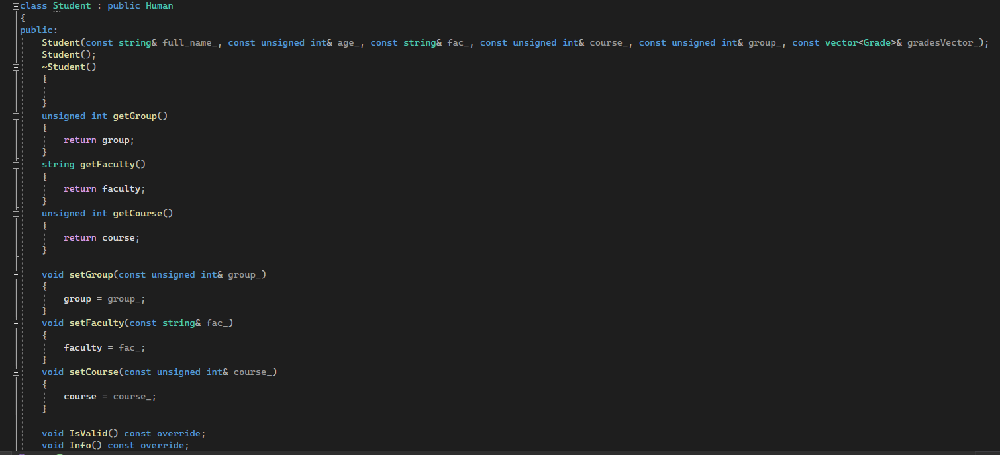 class Student : public Human
{
public:
    Student(const string& full_name_, const unsigned int& age_, const string& fac_, const unsigned int& course_, const unsigned int& group_, const vector<Grade>& gradesVector_);
    Student();
    ~Student()
    {
    }
    unsigned int getGroup()
    {
        return group;
    }
    string getFaculty()
    {
        return faculty;
    }
    unsigned int getCourse()
    {
        return course;
    }
    void setGroup(const unsigned int& group_)
    {
        group = group_;
    }
    void setFaculty(const string& fac_)
    {
        faculty = fac_;
    }
    void setCourse(const unsigned int& course_)
    {
        course = course_;
    }
    void IsValid() const override;
    void Info() const override;